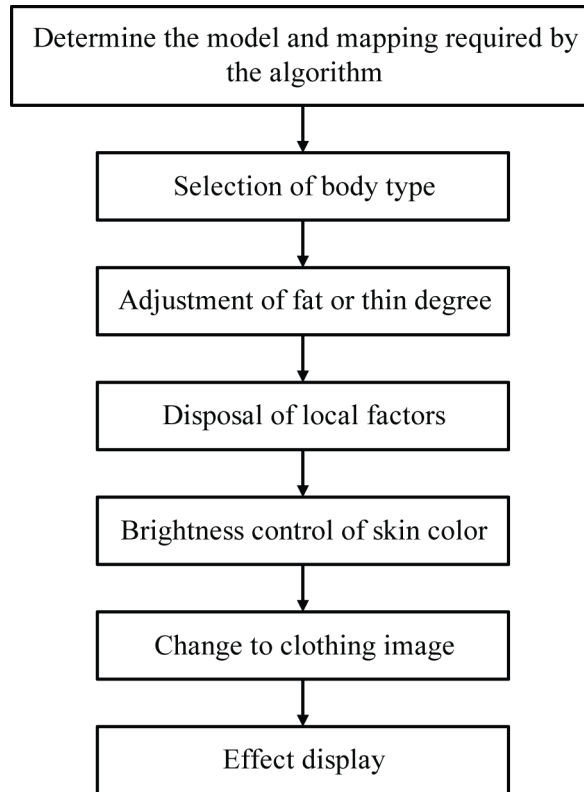 Determine the model and mapping required by
the algorithm
Selection of body type
Adjustment of fat or thin degree
Disposal of local factors
Brightness control of skin color
Change to clothing image
Effect display